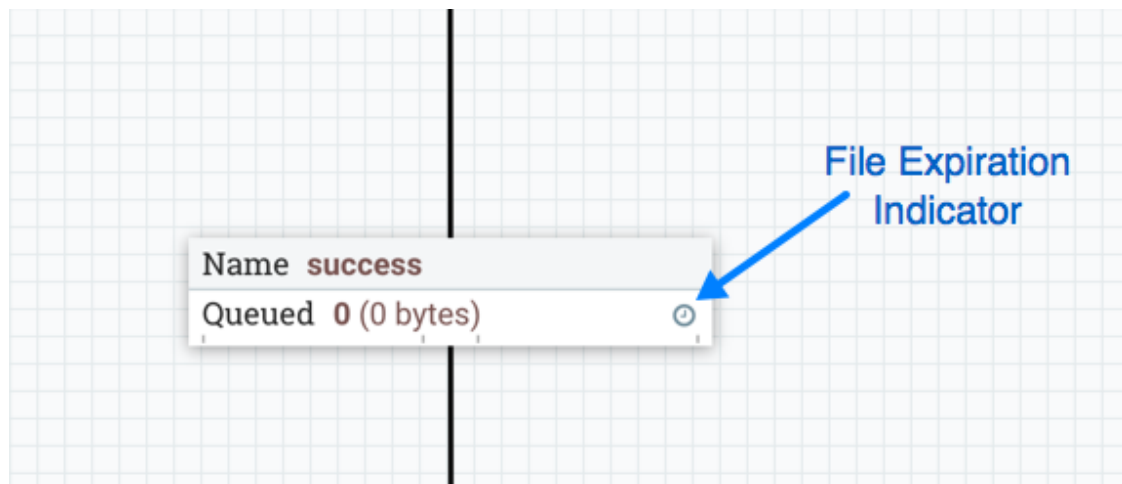 File Expiration
Indicator
Name success
Queued 0 (0 bytes)